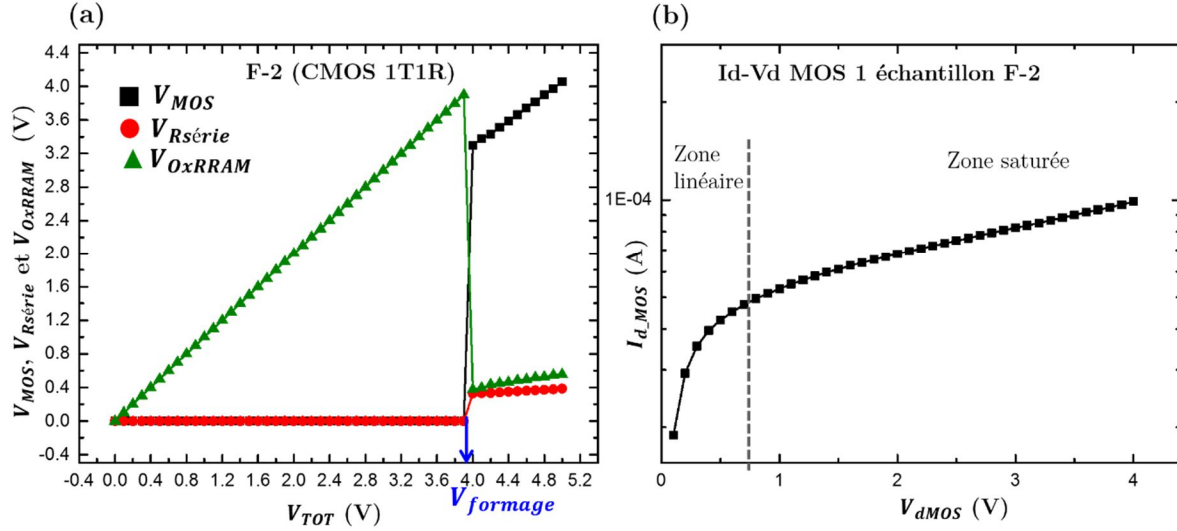 (a)
F-2 (CMOS 1T1R)
V_MOS
V_Rsérie
V_OxRRAM
V_MOS, V_Rsérie et V_OxRRAM (V)
4.4
4.0
3.6
3.2
2.8
2.4
2.0
1.6
1.2
0.8
0.4
0.0
-0.4
-0.4 0.0 0.4 0.8 1.2 1.6 2.0 2.4 2.8 3.2 3.6 4.0 4.4 4.8 5.2
V_TOT (V)
V_formage
(b)
Id-Vd MOS 1 échantillon F-2
Zone
linéaire
Zone saturée
1E-04
I_d_MOS (A)
0 1 2 3 4
V_dMOS (V)